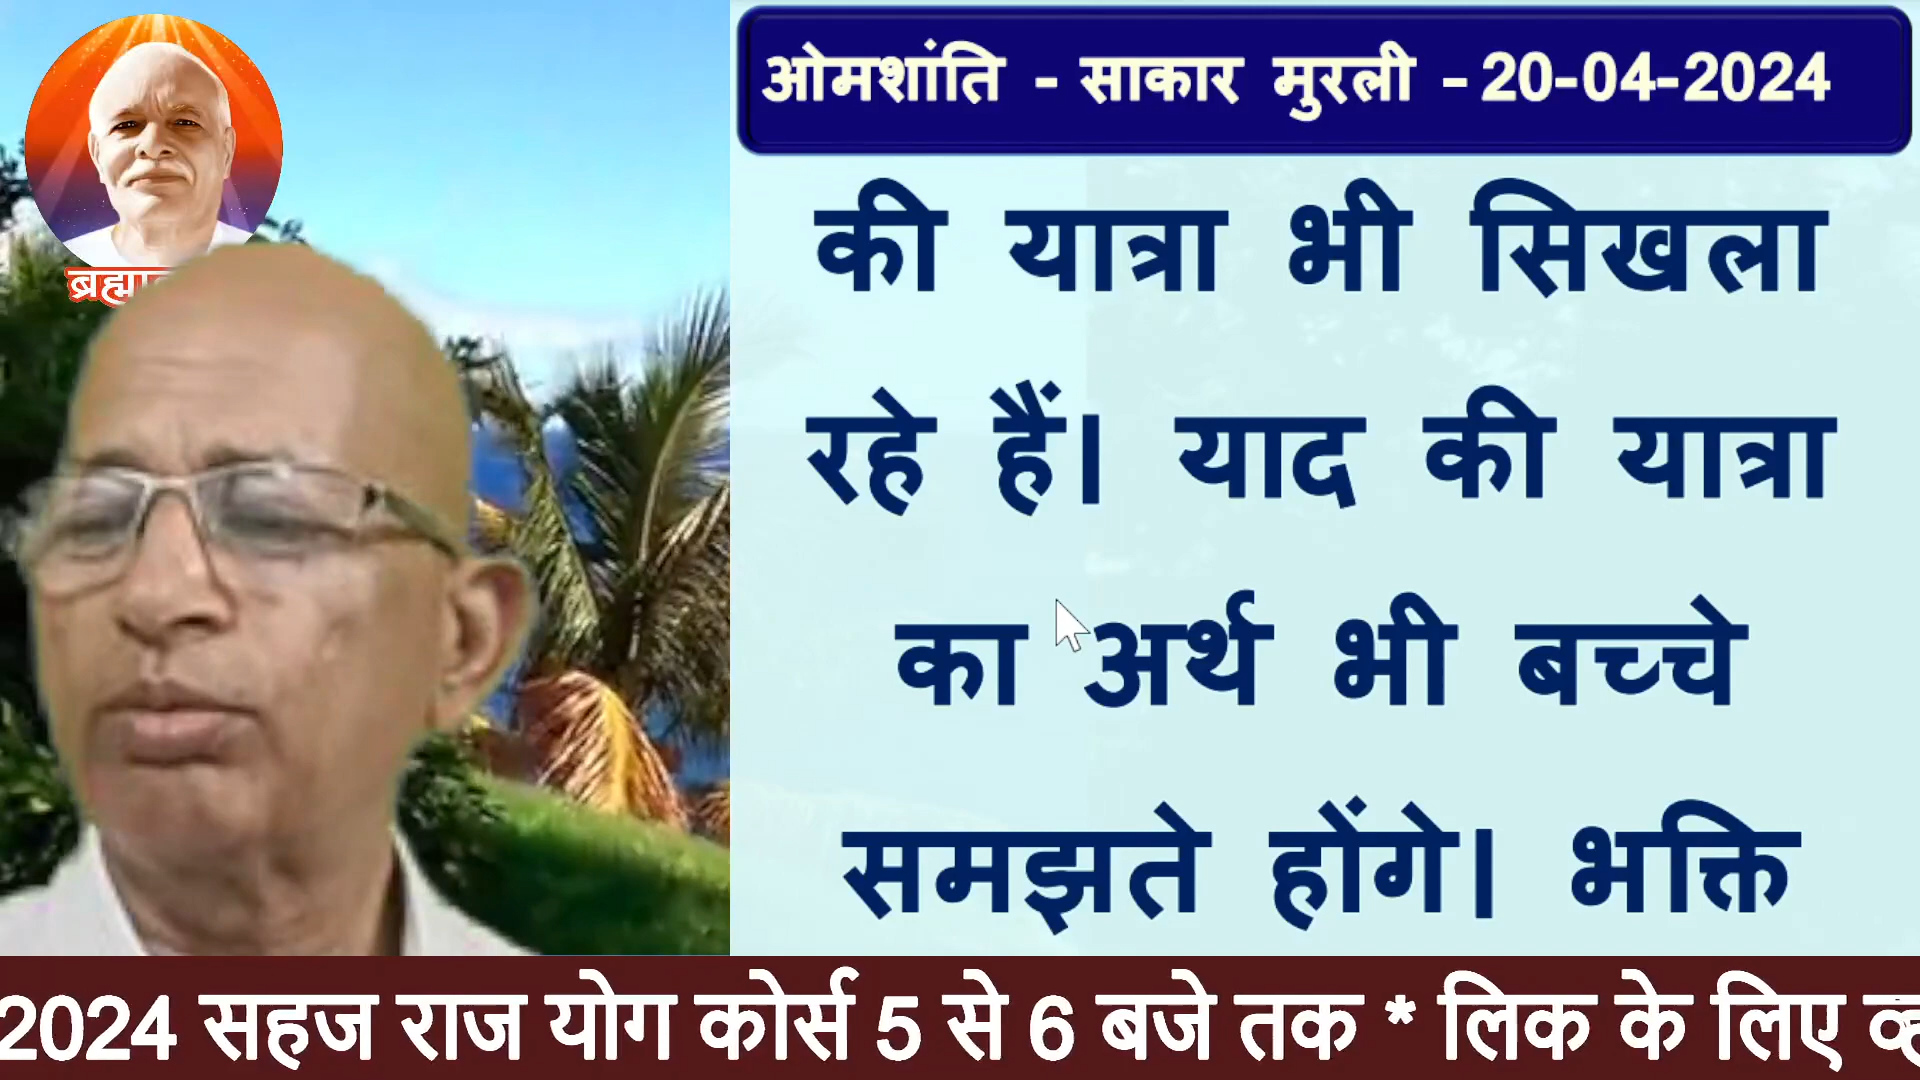 ओमशांति - साकार मुरली - 20-04-2024
की यात्रा भी सिखला
रहे हैं। याद की यात्रा
का अर्थ भी बच्चे
समझते होंगे। भक्ति
2024 सहज राज योग कोर्स 5 से 6 बजे तक * लिंक के लिए